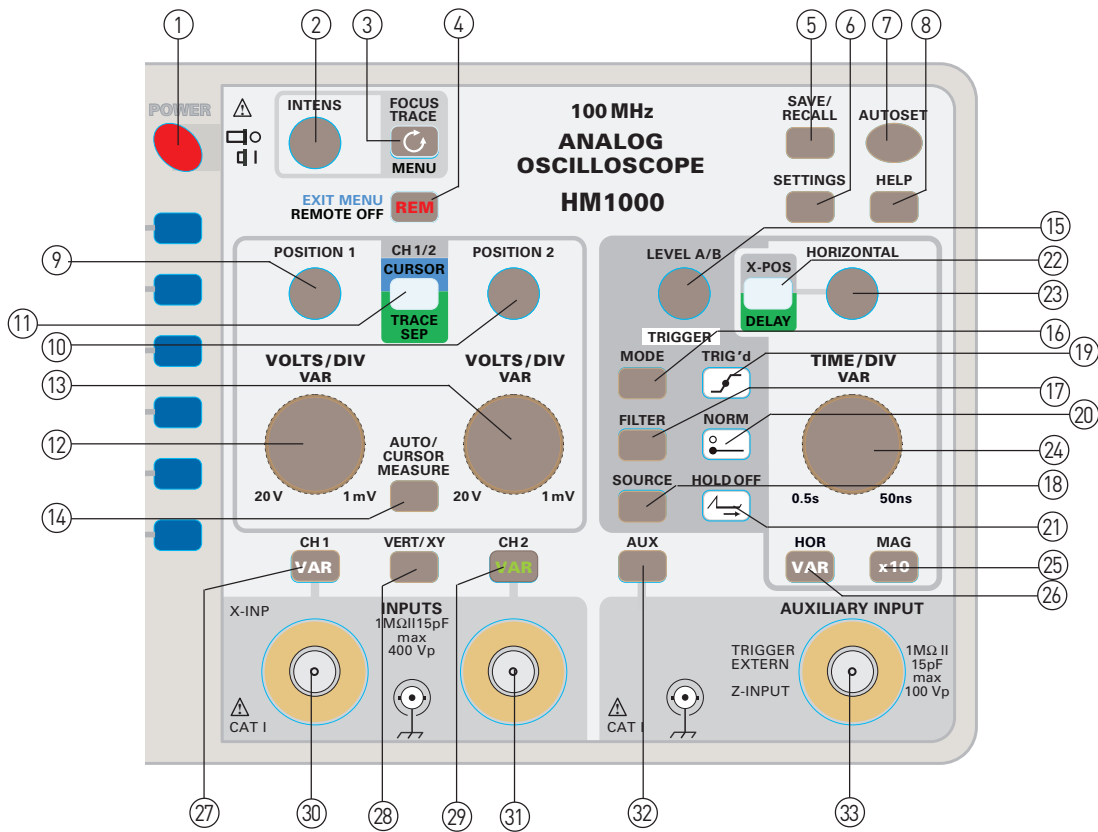 1 2 3 4 5 6 7 8
POWER
INTENS
FOCUS
TRACE
MENU
EXIT MENU
REMOTE OFF
REM
100 MHz
ANALOG
OSCILLOSCOPE
HM1000
SAVE/
RECALL
AUTOSET
SETTINGS
HELP
9
11
10
13
12
14
POSITION 1
CH 1/2
CURSOR
TRACE
SEP
POSITION 2
VOLTS/DIV
VAR
20 V 1 mV
AUTO/
CURSOR
MEASURE
VOLTS/DIV
VAR
20 V 1 mV
LEVEL A/B
TRIGGER
MODE
TRIG'd
FILTER
NORM
SOURCE
HOLD OFF
X-POS
DELAY
HORIZONTAL
TIME/DIV
VAR
0.5s 50ns
15
22
23
16
19
17
20
24
18
21
25
26
CH 1
VAR
VERT/XY
CH 2
VAR
AUX
HOR
VAR
MAG
x10
X-INP
INPUTS
1MΩII15pF
max
400 Vp
CAT I
CAT I
AUXILIARY INPUT
TRIGGER
EXTERN
Z-INPUT
1MΩ II
15pF
max
100 Vp
27 30 28 29 31 32 33